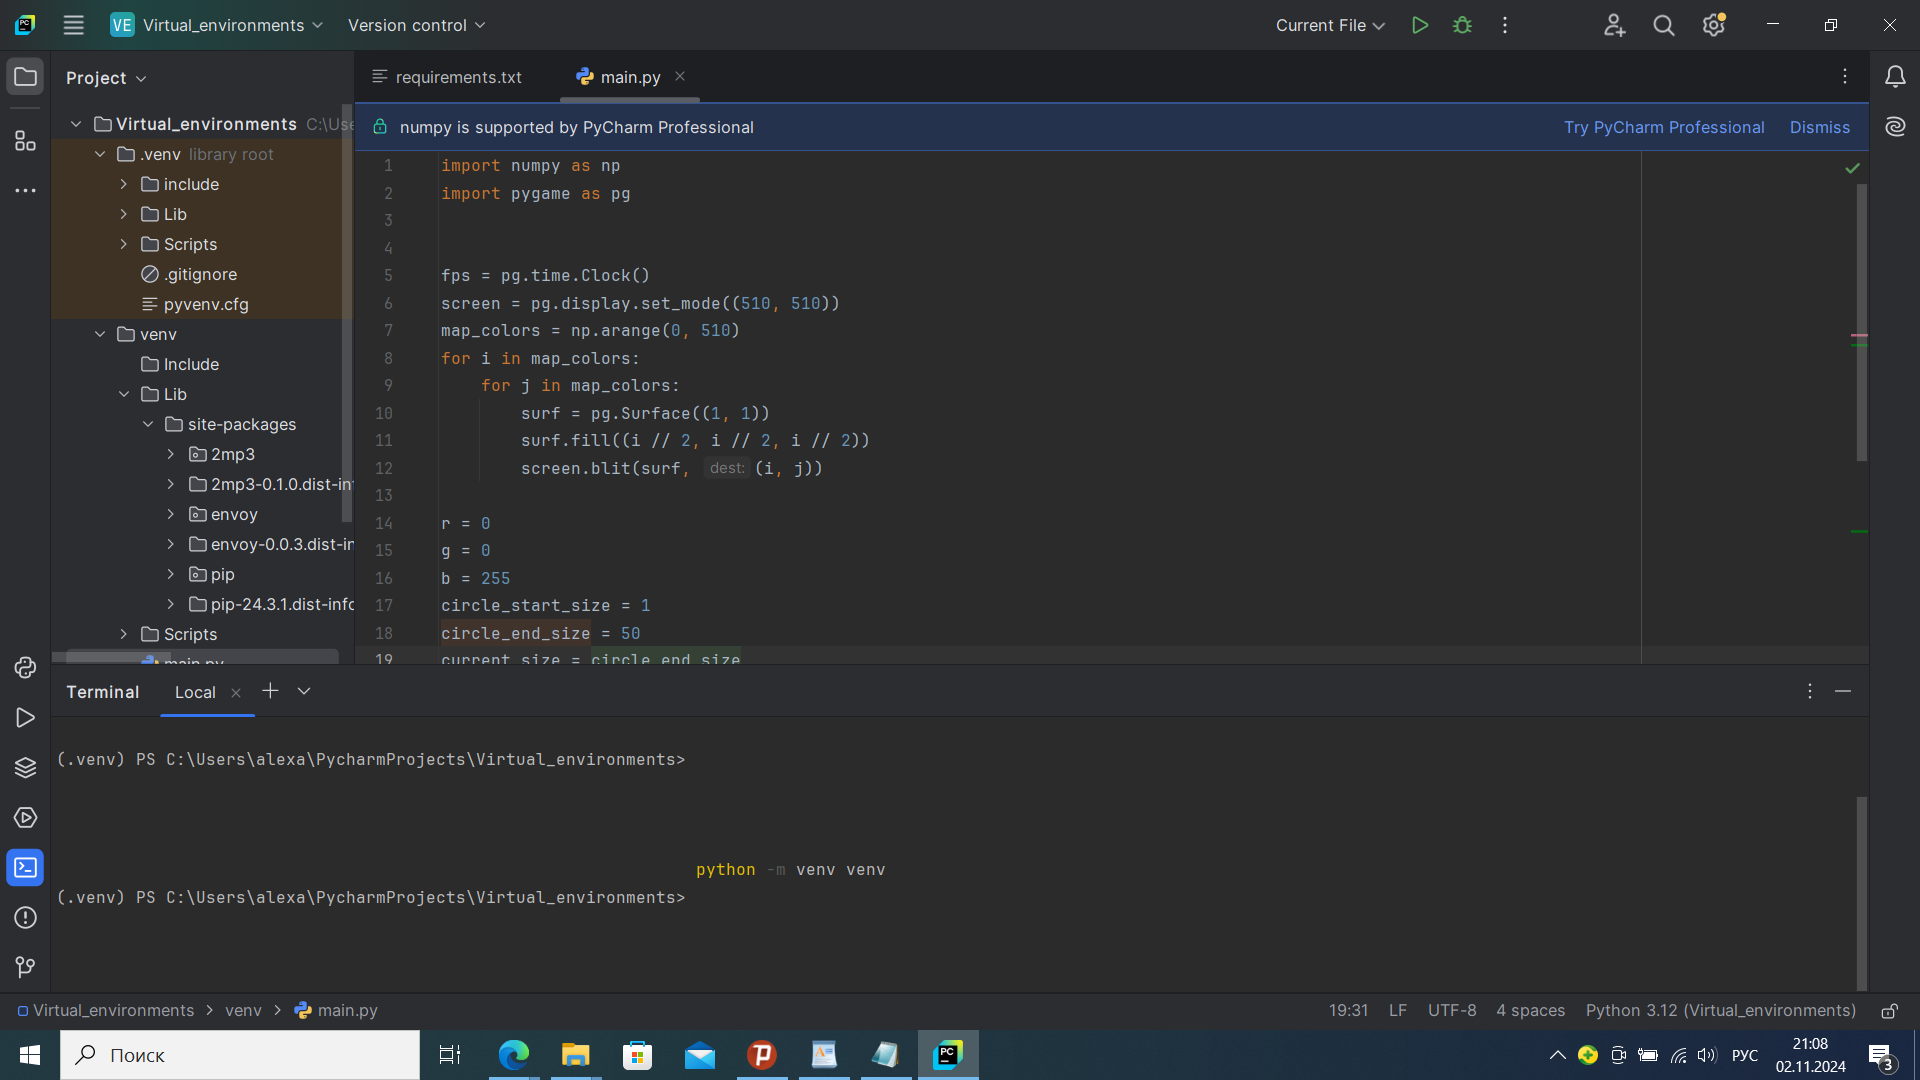 VE Virtual_environments Version control Current File
Project
requirements.txt main.py
numpy is supported by PyCharm Professional Try PyCharm Professional Dismiss
Virtual_environments C:\Use
.venv library root
include
Lib
Scripts
.gitignore
pyvenv.cfg
venv
Include
Lib
site-packages
2mp3
2mp3-0.1.0.dist-inf
envoy
envoy-0.0.3.dist-in
pip
pip-24.3.1.dist-info
Scripts
main.py
1 import numpy as np
2 import pygame as pg
3
4
5 fps = pg.time.Clock()
6 screen = pg.display.set_mode((510, 510))
7 map_colors = np.arange(0, 510)
8 for i in map_colors:
9 for j in map_colors:
10 surf = pg.Surface((1, 1))
11 surf.fill((i // 2, i // 2, i // 2))
12 screen.blit(surf, dest: (i, j))
13
14 r = 0
15 g = 0
16 b = 255
17 circle_start_size = 1
18 circle_end_size = 50
19 current_size = circle_end_size
Terminal Local
(.venv) PS C:\Users\alexa\PycharmProjects\Virtual_environments>
python -m venv venv
(.venv) PS C:\Users\alexa\PycharmProjects\Virtual_environments>
Virtual_environments > venv > main.py 19:31 LF UTF-8 4 spaces Python 3.12 (Virtual_environments)
Поиск PC РУС 21:08
02.11.2024 3